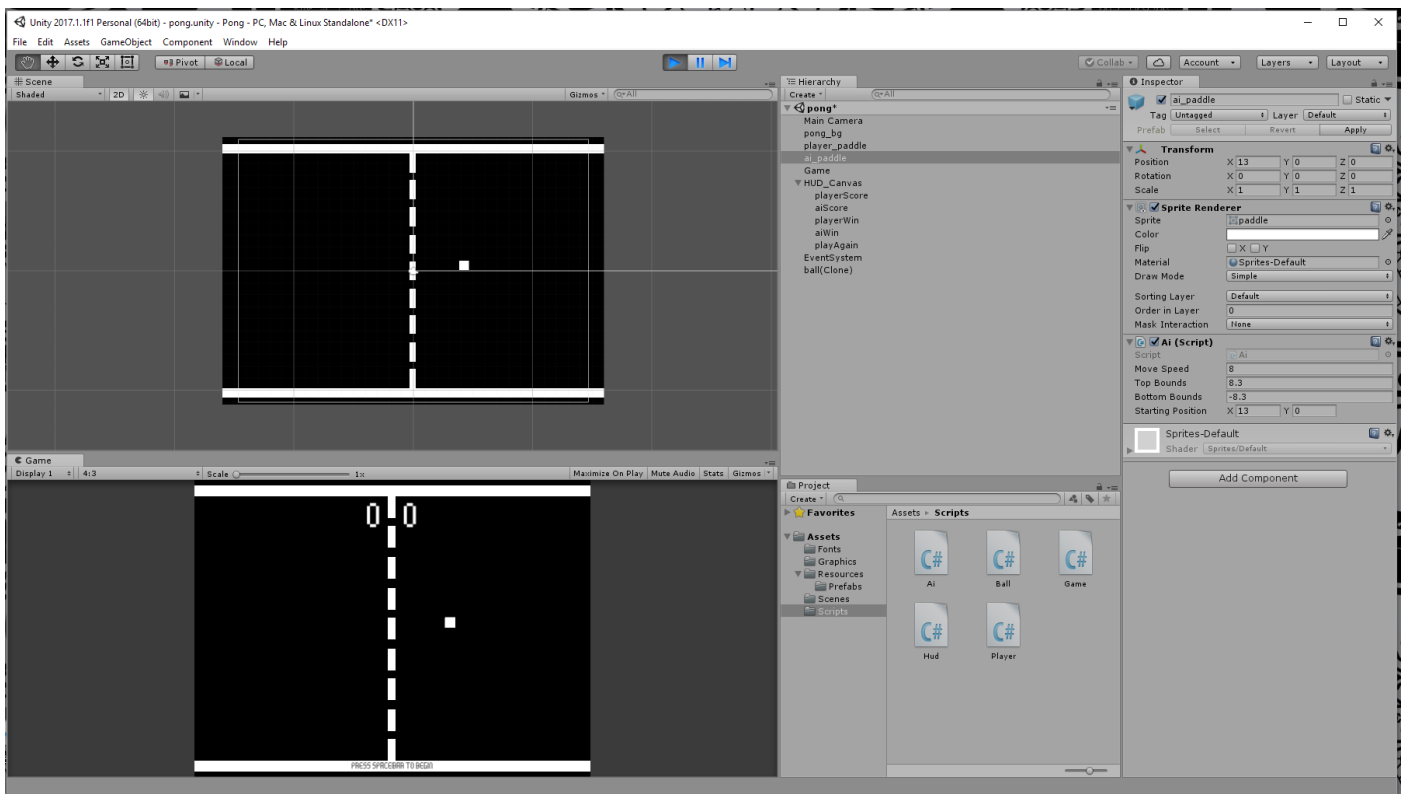 Unity 2017.1.1f1 Personal (64bit) - pong.unity - Pong - PC, Mac & Linux Standalone* <DX11>
File Edit Assets GameObject Component Window Help
Pivot Local Collab Account Layers Layout
Scene
Shaded 2D Gizmos All
Hierarchy
Create All
pong*
Main Camera
pong_bg
player_paddle
ai_paddle
Game
HUD_Canvas
playerScore
aiScore
playerWin
aiWin
playAgain
EventSystem
ball(Clone)
Inspector
ai_paddle Static
Tag Untagged Layer Default
Prefab Select Revert Apply
Transform
Position X 13 Y 0 Z 0
Rotation X 0 Y 0 Z 0
Scale X 1 Y 1 Z 1
Sprite Renderer
Sprite paddle
Color
Flip X Y
Material Sprites-Default
Draw Mode Simple
Sorting Layer Default
Order in Layer 0
Mask Interaction None
Ai (Script)
Script Ai
Move Speed 8
Top Bounds 8.3
Bottom Bounds -8.3
Starting Position X 13 Y 0
Sprites-Default
Shader Sprites/Default
Add Component
Game
Display 1 4:3 Scale 1x Maximize On Play Mute Audio Stats Gizmos
0 0
PRESS SPACEBAR TO BEGIN
Project
Create
Favorites
Assets
Fonts
Graphics
Resources
Prefabs
Scenes
Scripts
Assets Scripts
C# C# C#
Ai Ball Game
C# C#
Hud Player